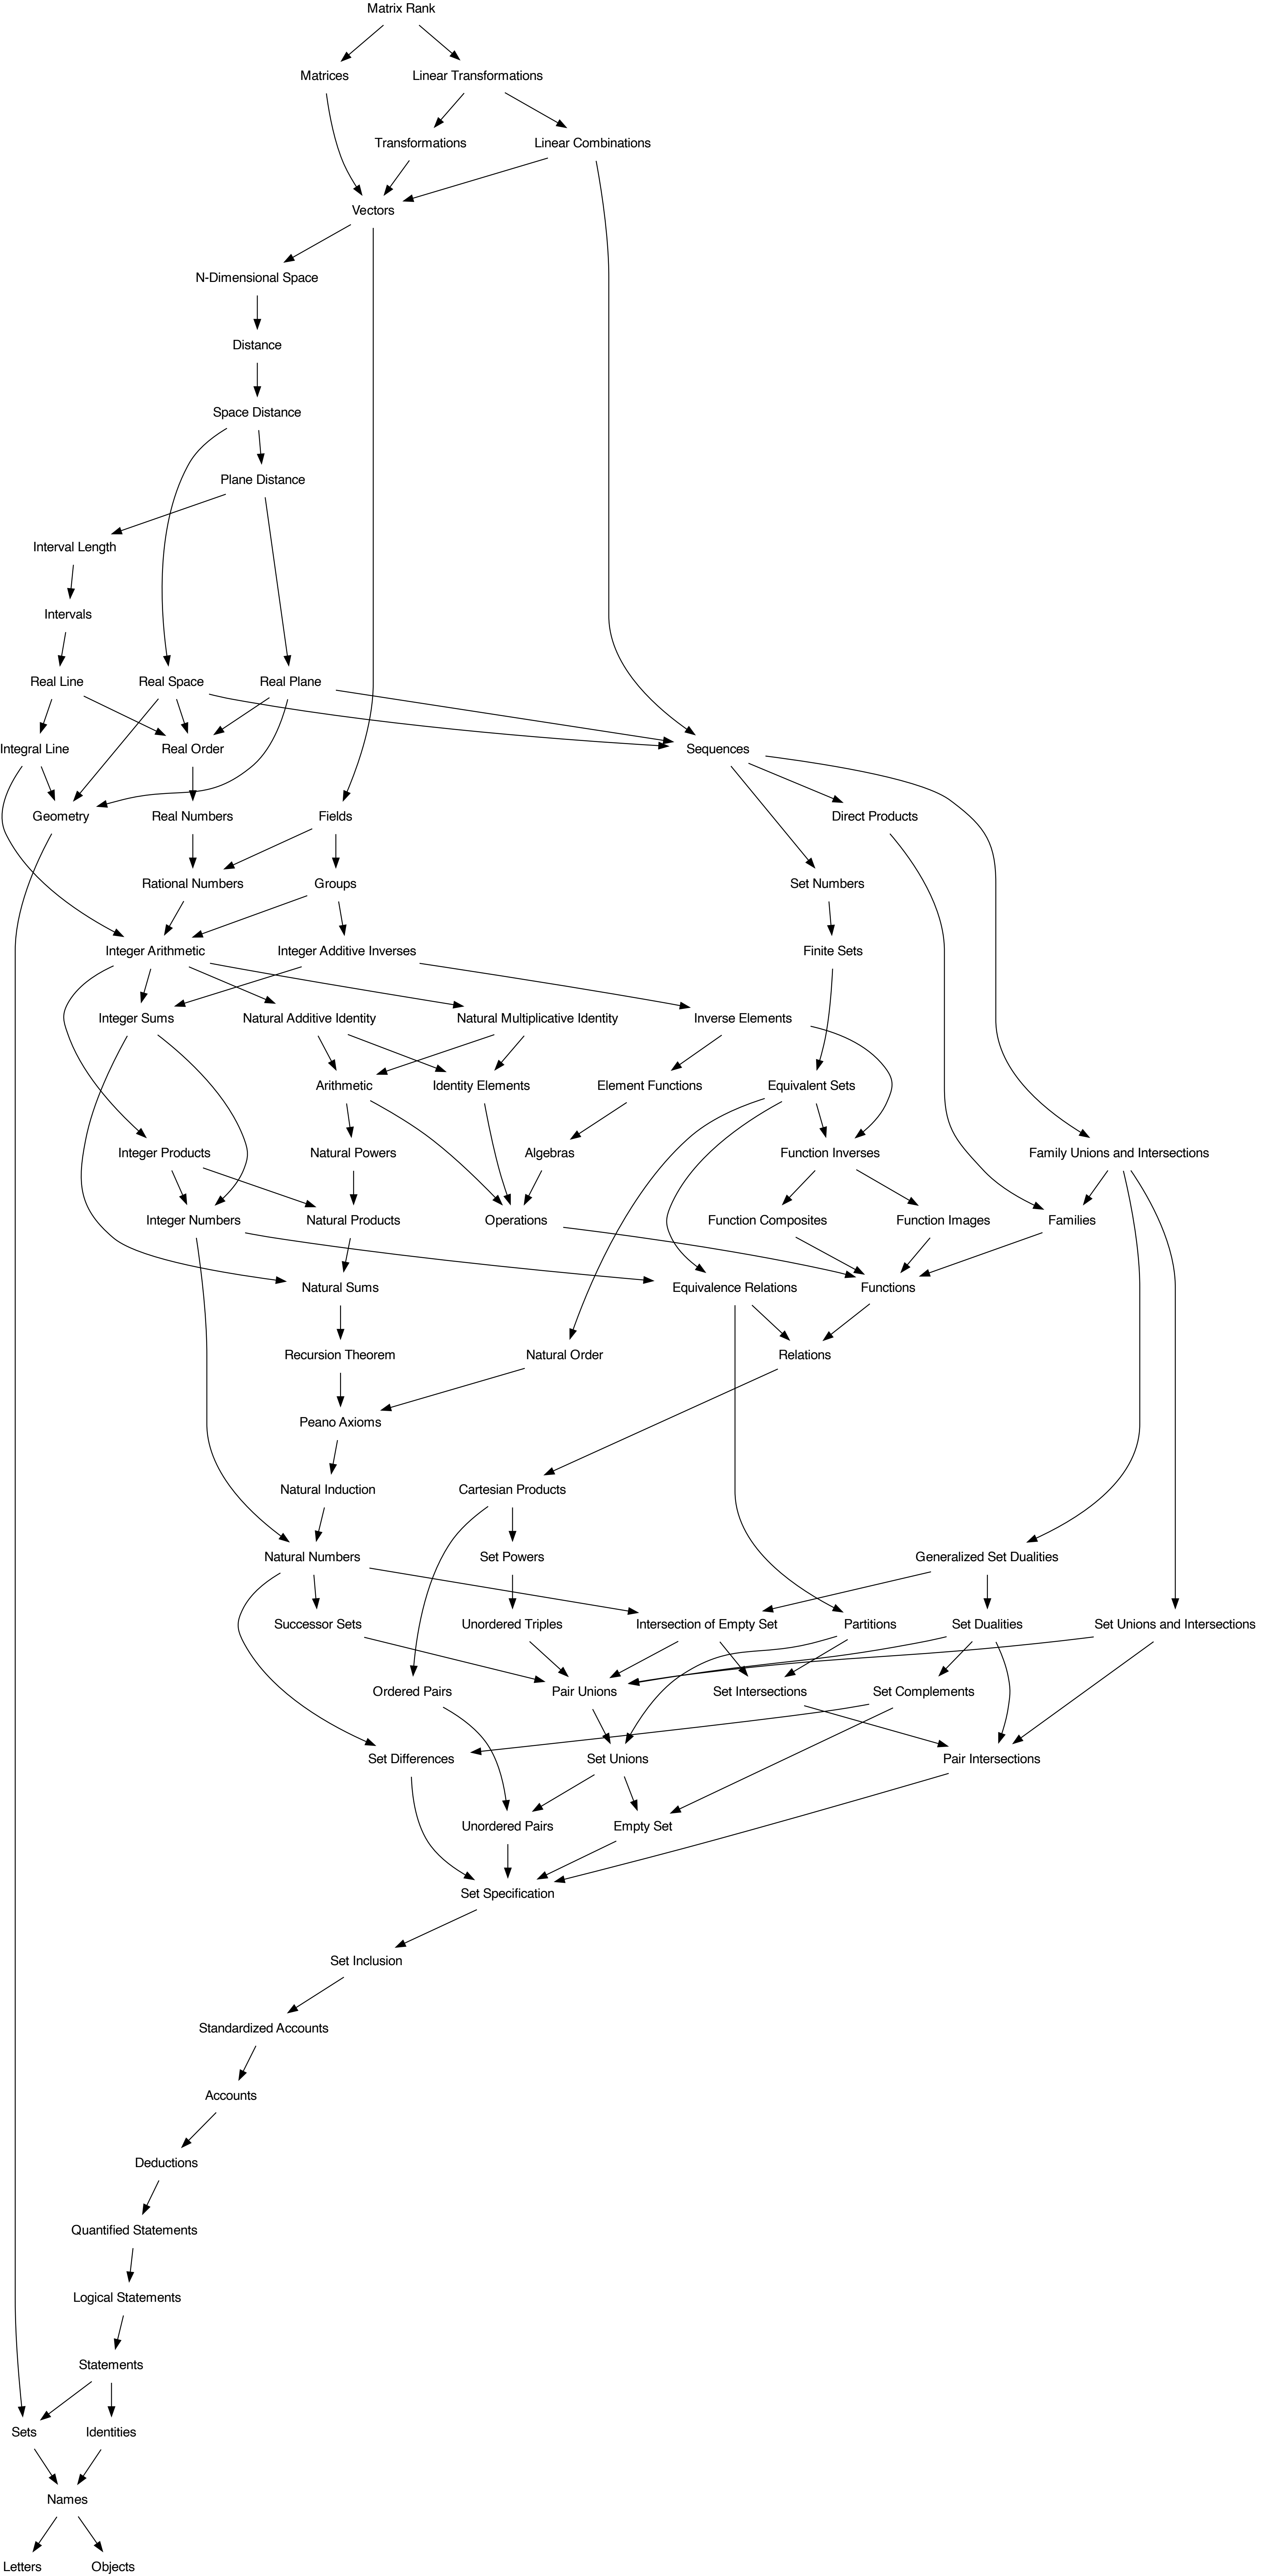 Matrix Rank
Matrices
Linear Transformations
Transformations
Linear Combinations
Vectors
N-Dimensional Space
Distance
Space Distance
Plane Distance
Interval Length
Intervals
Real Line
Real Space
Real Plane
Integral Line
Real Order
Sequences
Geometry
Real Numbers
Fields
Direct Products
Rational Numbers
Groups
Set Numbers
Integer Arithmetic
Integer Additive Inverses
Finite Sets
Integer Sums
Natural Additive Identity
Natural Multiplicative Identity
Inverse Elements
Arithmetic
Identity Elements
Element Functions
Equivalent Sets
Integer Products
Natural Powers
Algebras
Function Inverses
Family Unions and Intersections
Integer Numbers
Natural Products
Operations
Function Composites
Function Images
Families
Natural Sums
Equivalence Relations
Functions
Recursion Theorem
Natural Order
Relations
Peano Axioms
Natural Induction
Cartesian Products
Natural Numbers
Set Powers
Generalized Set Dualities
Successor Sets
Unordered Triples
Intersection of Empty Set
Partitions
Set Dualities
Set Unions and Intersections
Ordered Pairs
Pair Unions
Set Intersections
Set Complements
Set Differences
Set Unions
Pair Intersections
Unordered Pairs
Empty Set
Set Specification
Set Inclusion
Standardized Accounts
Accounts
Deductions
Quantified Statements
Logical Statements
Statements
Sets
Identities
Names
Letters
Objects